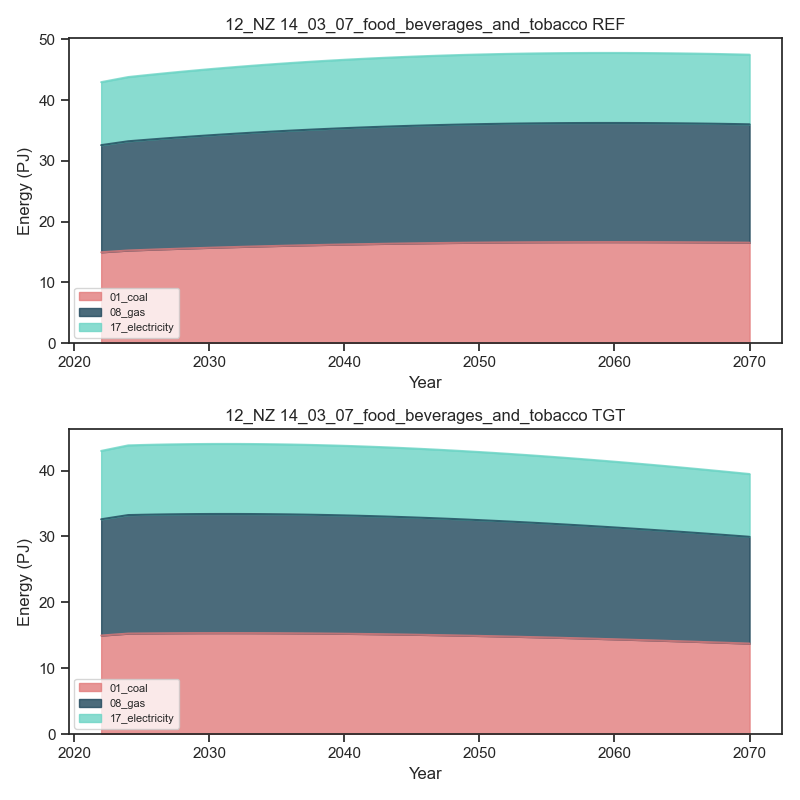 12_NZ 14_03_07_food_beverages_and_tobacco REF
50
40
30
20
10
0
Energy (PJ)
01_coal
08_gas
17_electricity
2020 2030 2040 2050 2060 2070
Year
12_NZ 14_03_07_food_beverages_and_tobacco TGT
40
30
20
10
0
Energy (PJ)
01_coal
08_gas
17_electricity
2020 2030 2040 2050 2060 2070
Year